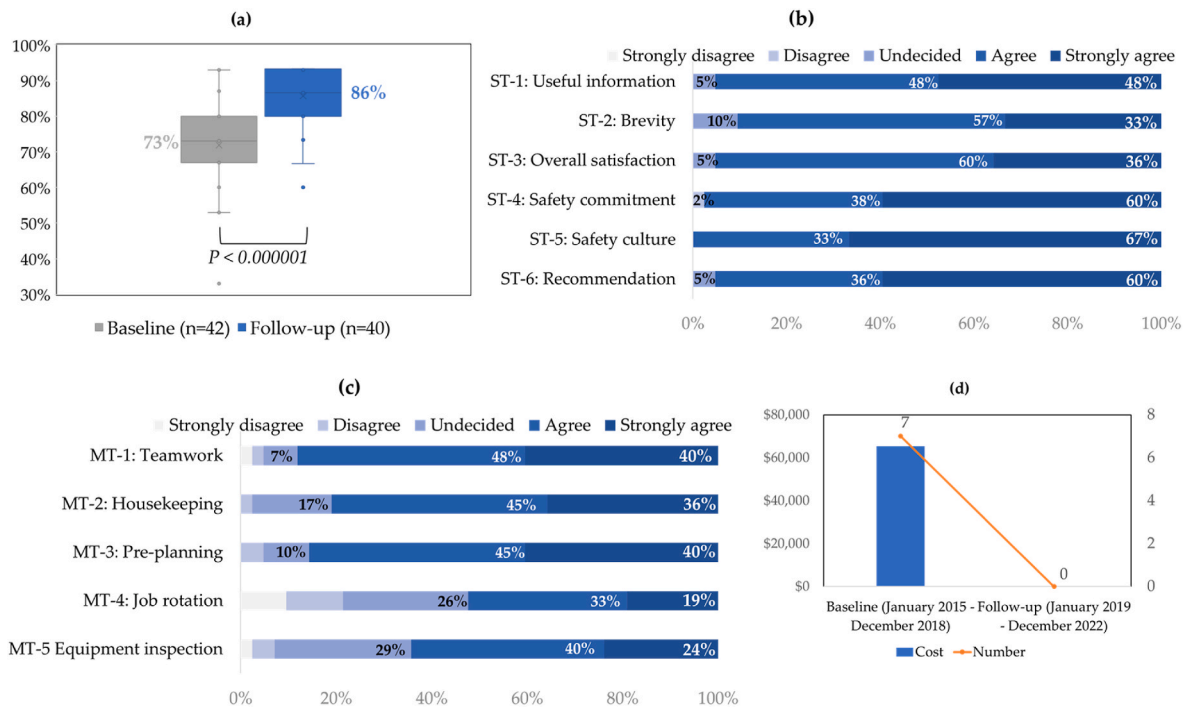 (a)
100%
90%
80%
70%
60%
50%
40%
30%
73%
86%
P < 0.000001
Baseline (n=42) Follow-up (n=40)
(b)
Strongly disagree Disagree Undecided Agree Strongly agree
ST-1: Useful information 5% 48% 48%
ST-2: Brevity 10% 57% 33%
ST-3: Overall satisfaction 5% 60% 36%
ST-4: Safety commitment 2% 38% 60%
ST-5: Safety culture 33% 67%
ST-6: Recommendation 5% 36% 60%
0% 20% 40% 60% 80% 100%
(c)
Strongly disagree Disagree Undecided Agree Strongly agree
MT-1: Teamwork 7% 48% 40%
MT-2: Housekeeping 17% 45% 36%
MT-3: Pre-planning 10% 45% 40%
MT-4: Job rotation 26% 33% 19%
MT-5 Equipment inspection 29% 40% 24%
0% 20% 40% 60% 80% 100%
(d)
$80,000 8
7
$60,000 6
$40,000 4
$20,000 2
0
$0 0
Baseline (January 2015 - Follow-up (January 2019
December 2018) - December 2022)
Cost Number